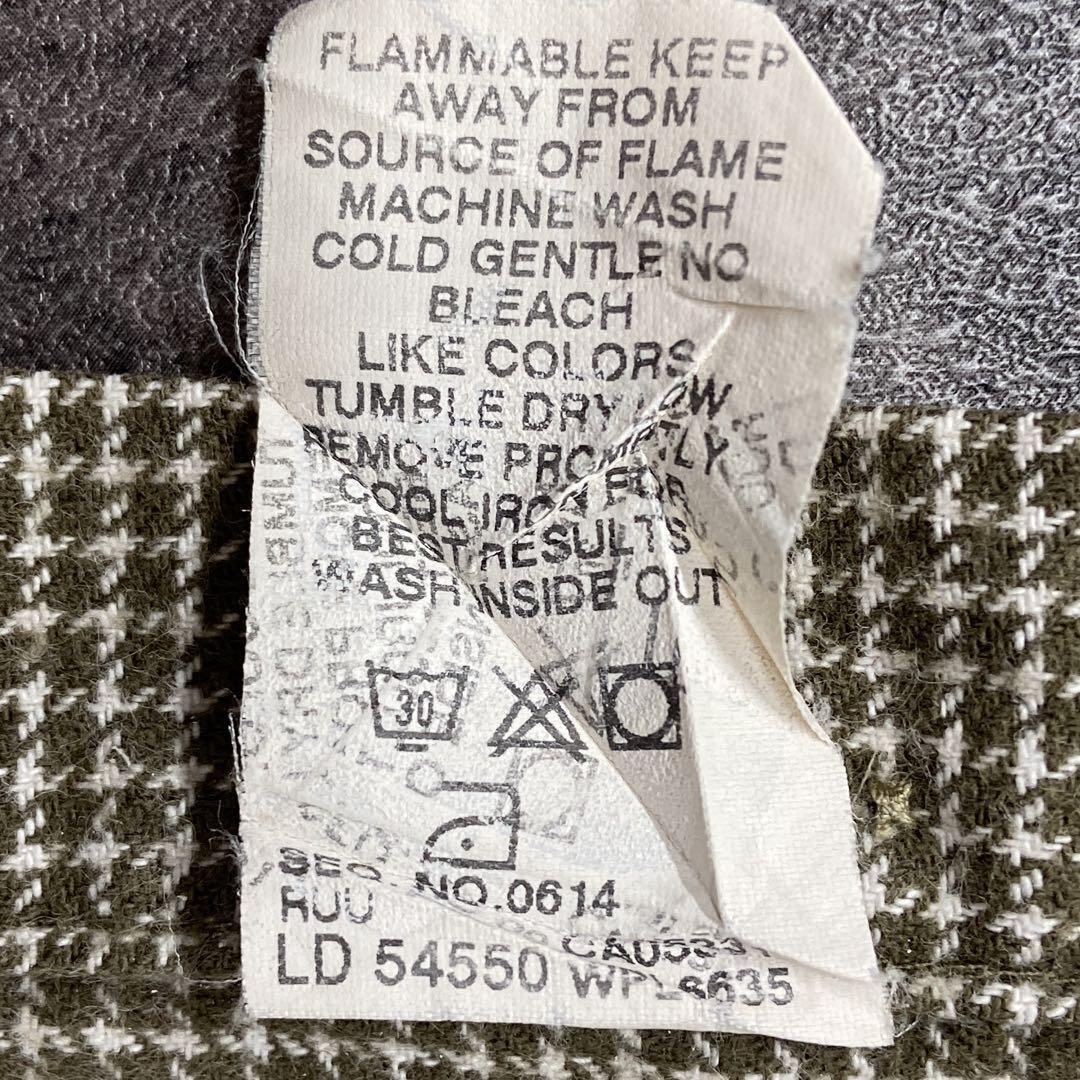 FLAMMABLE KEEP
AWAY FROM
SOURCE OF FLAME
MACHINE WASH
COLD GENTLE NO
BLEACH
LIKE COLORS
TUMBLE DRY LOW
REMOVE PROMPTLY
COOL IRON FOR
BEST RESULTS
WASH INSIDE OUT
30
SEQ. NO.0614
RUU
LD 54550